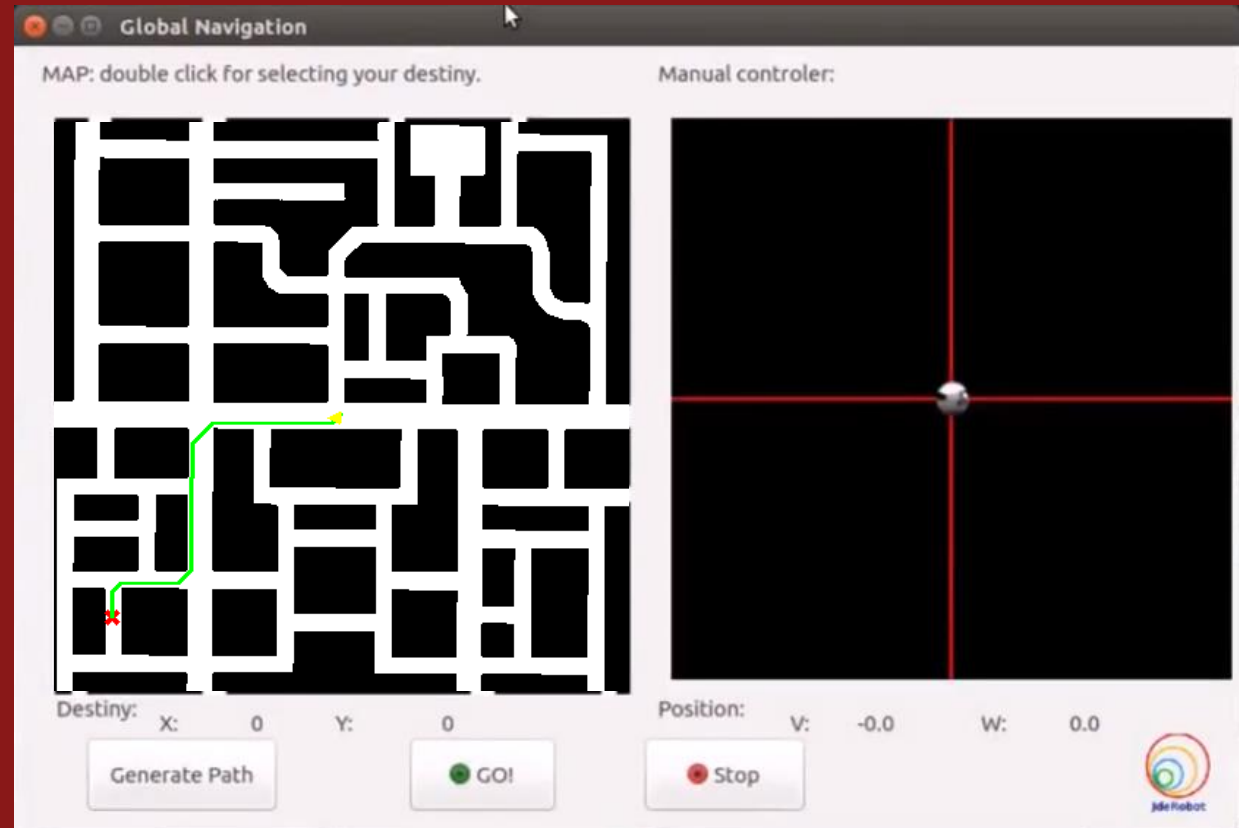 Global Navigation
MAP: double click for selecting your destiny.
Manual controler:
Destiny:
X: 0 Y: 0
Position:
V: -0.0 W: 0.0
Generate Path
GO!
Stop
JdeRobot